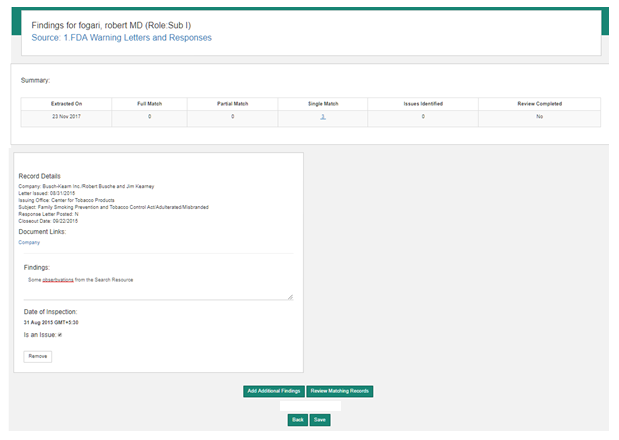 Findings for fogari, robert MD (Role:Sub I)
Source: 1.FDA Warning Letters and Responses
Summary:
Extracted On Full Match Partial Match Single Match Issues Identified Review Completed
23 Nov 2017 0 0 3 0 No
Record Details
Company: Busch-Kearn Inc./Robert Busche and Jim Kearney
Letter Issued: 08/31/2015
Issuing Office: Center for Tobacco Products
Subject: Family Smoking Prevention and Tobacco Control Act/Adulterated/Misbranded
Response Letter Posted: N
Closeout Date: 09/22/2015
Document Links:
Company
Findings:
Some observations from the Search Resource
Date of Inspection:
31 Aug 2015 GMT+5:30
Is an Issue:
Remove
Add Additional Findings Review Matching Records
Back Save